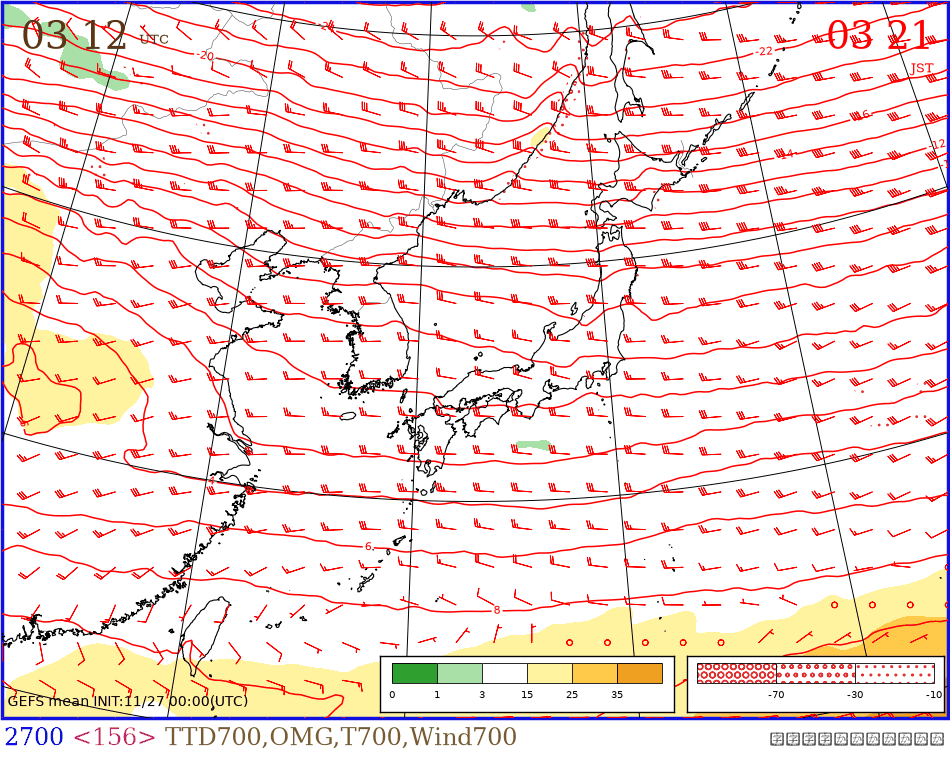 03 12 UTC
03 21
JST
-20
-22
-16
-14
-12
6
8
0 1 3 15 25 35
-70 -30 -10
GEFS mean INIT:11/27 00:00(UTC)
2700 <156> TTD700,OMG,T700,Wind700